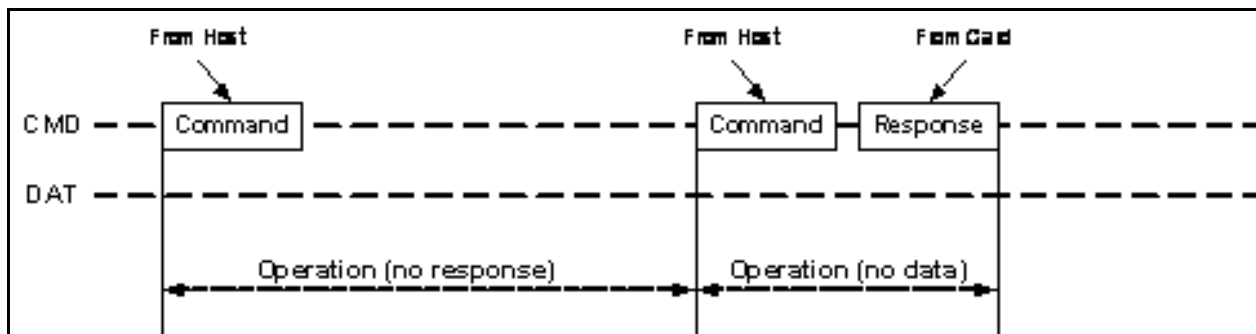 From Host From Host From Card
CMD Command Command Response
DAT
Operation (no response) Operation (no data)